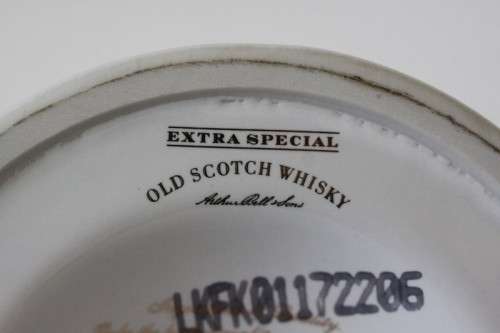 EXTRA SPECIAL
OLD SCOTCH WHISKY
Arthur Bell & Sons
LKFK01172206